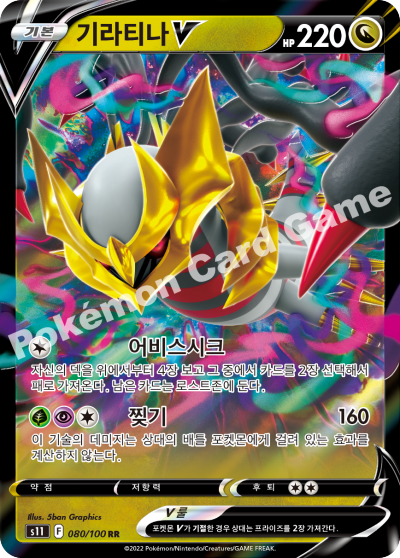 기본 기라티나V HP 220
Pokémon Card Game
어비스시크
자신의 덱을 위에서부터 4장 보고 그 중에서 카드를 2장 선택해서
패로 가져온다. 남은 카드는 로스트존에 둔다.
찢기 160
이 기술의 데미지는 상대의 배틀 포켓몬에게 걸려 있는 효과를
계산하지 않는다.
약점 저항력 후퇴
Illus. 5ban Graphics
V룰
s11 F 080/100 RR
포켓몬V가 기절한 경우 상대는 프라이즈를 2장 가져간다.
©2022 Pokémon/Nintendo/Creatures/GAME FREAK.